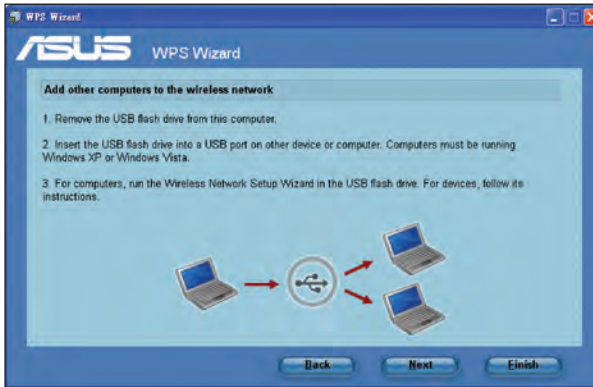 WPS Wizard
ASUS WPS Wizard
Add other computers to the wireless network
1. Remove the USB flash drive from this computer.
2. Insert the USB flash drive into a USB port on other device or computer. Computers must be running
Windows XP or Windows Vista.
3. For computers, run the Wireless Network Setup Wizard in the USB flash drive. For devices, follow its
instructions.
Back Next Finish